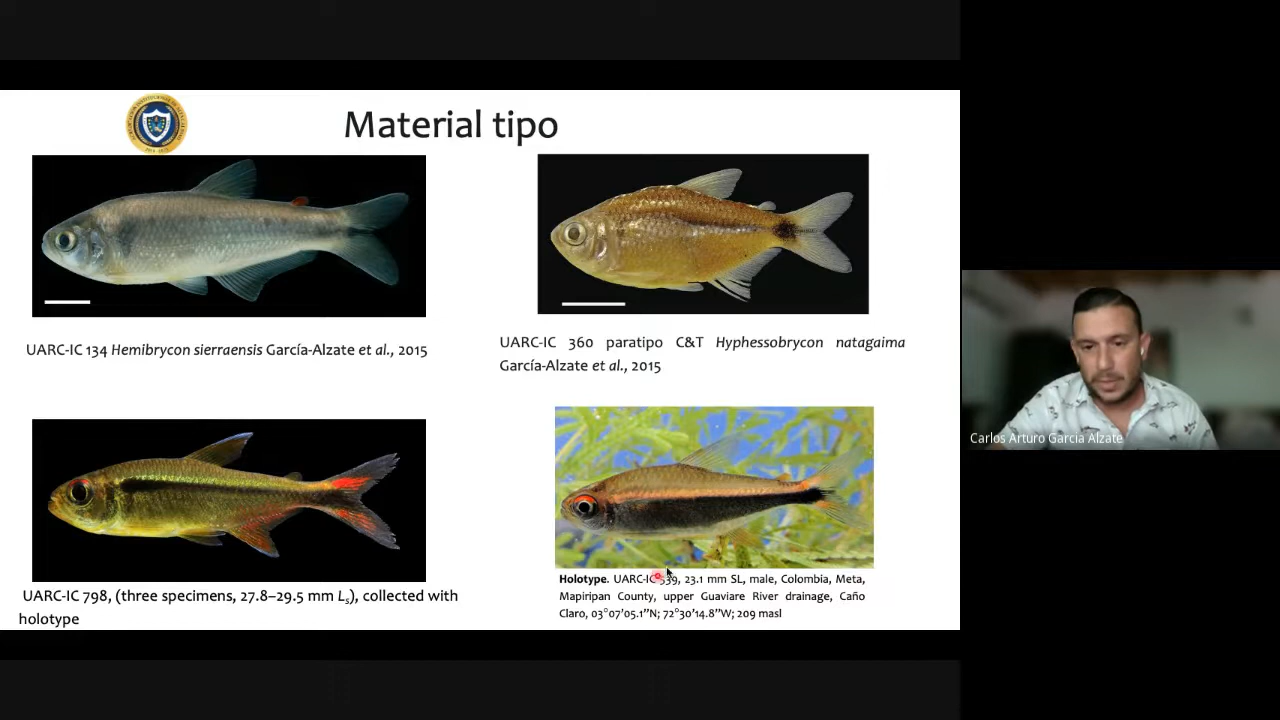 Material tipo
UARC-IC 134 Hemibrycon sierraensis García-Alzate et al., 2015
UARC-IC 360 paratipo C&T Hyphessobrycon natagaima
García-Alzate et al., 2015
UARC-IC 798, (three specimens, 27.8–29.5 mm Ls), collected with
holotype
Holotype. UARC-IC 539, 23.1 mm SL, male, Colombia, Meta,
Mapiripan County, upper Guaviare River drainage, Caño
Claro, 03°07'05.1”N; 72°30'14.8”W; 209 masl
Carlos Arturo Garcia Alzate